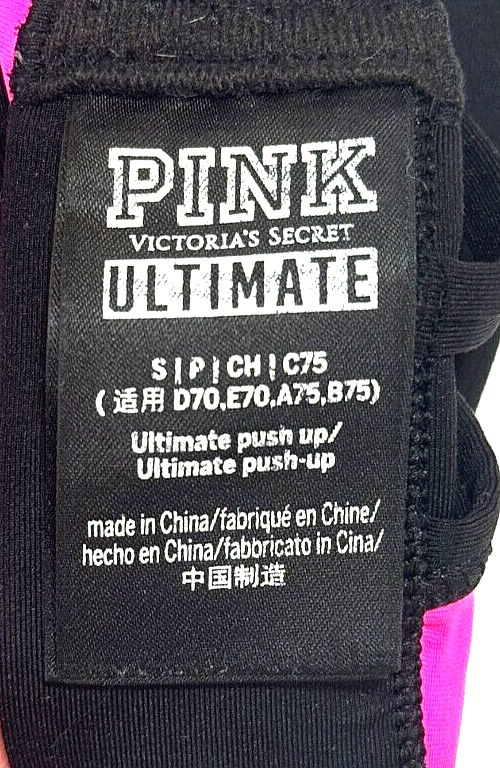 PINK
VICTORIA'S SECRET
ULTIMATE
S | P | CH | C75
( 适用 D70,E70,A75,B75)
Ultimate push up/
Ultimate push-up
made in China/fabriqué en Chine/
hecho en China/fabbricato in Cina/
中国制造